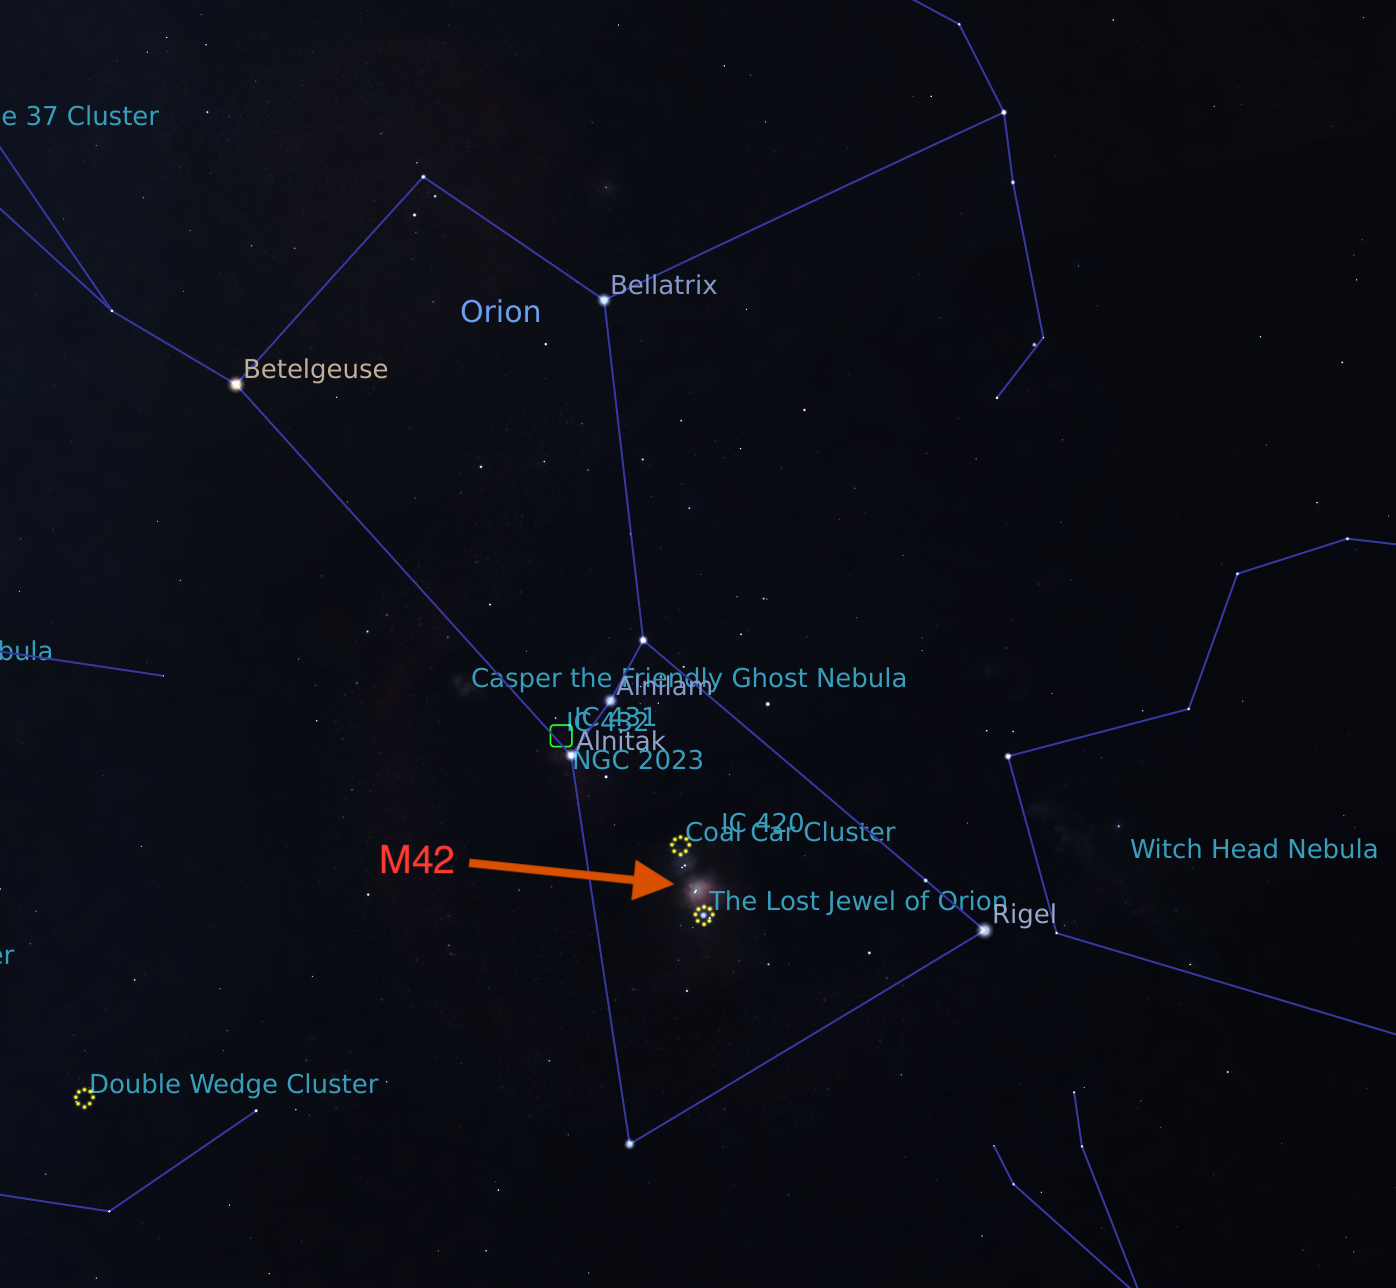 e 37 Cluster
Bellatrix
Orion
Betelgeuse
bula
Casper the Friendly Ghost Nebula
Alnilam
IC 431
IC 432
Alnitak
NGC 2023
IC 420
Coal Car Cluster
Witch Head Nebula
M42
The Lost Jewel of Orion
Rigel
er
Double Wedge Cluster